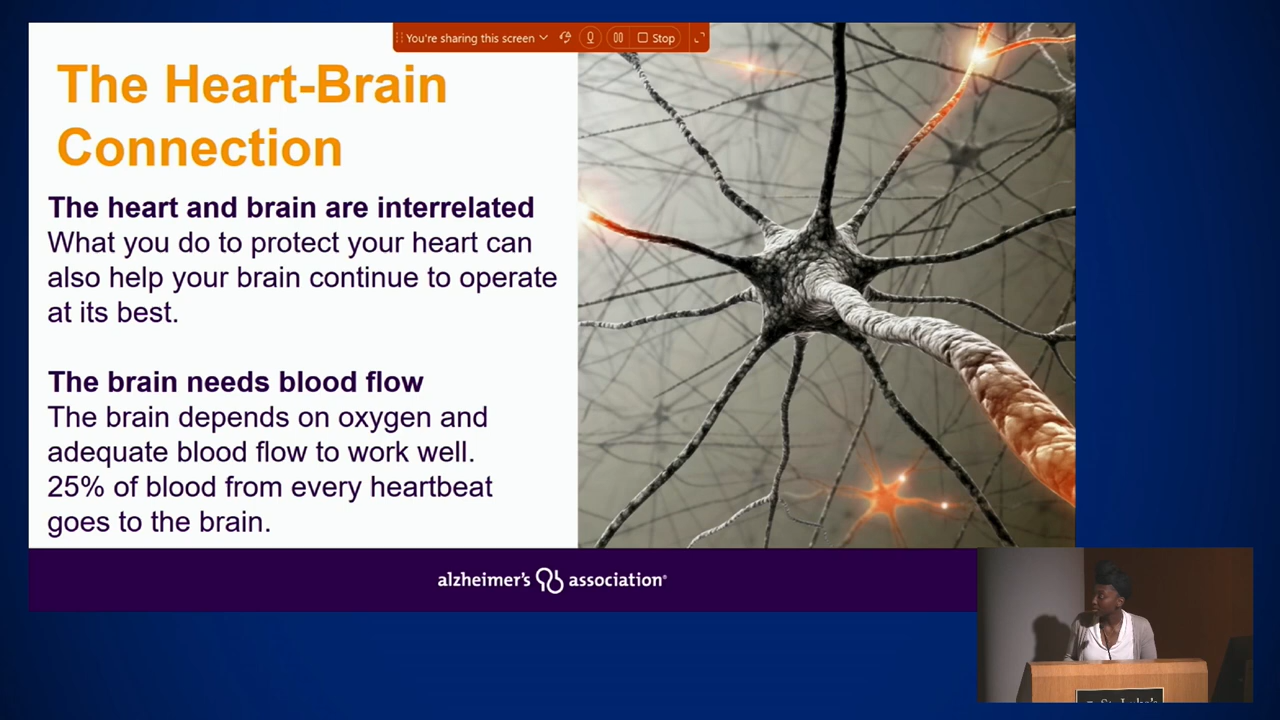 You're sharing this screen
Stop
The Heart-Brain
Connection
The heart and brain are interrelated
What you do to protect your heart can
also help your brain continue to operate
at its best.
The brain needs blood flow
The brain depends on oxygen and
adequate blood flow to work well.
25% of blood from every heartbeat
goes to the brain.
alzheimer's association®
St. Luke's